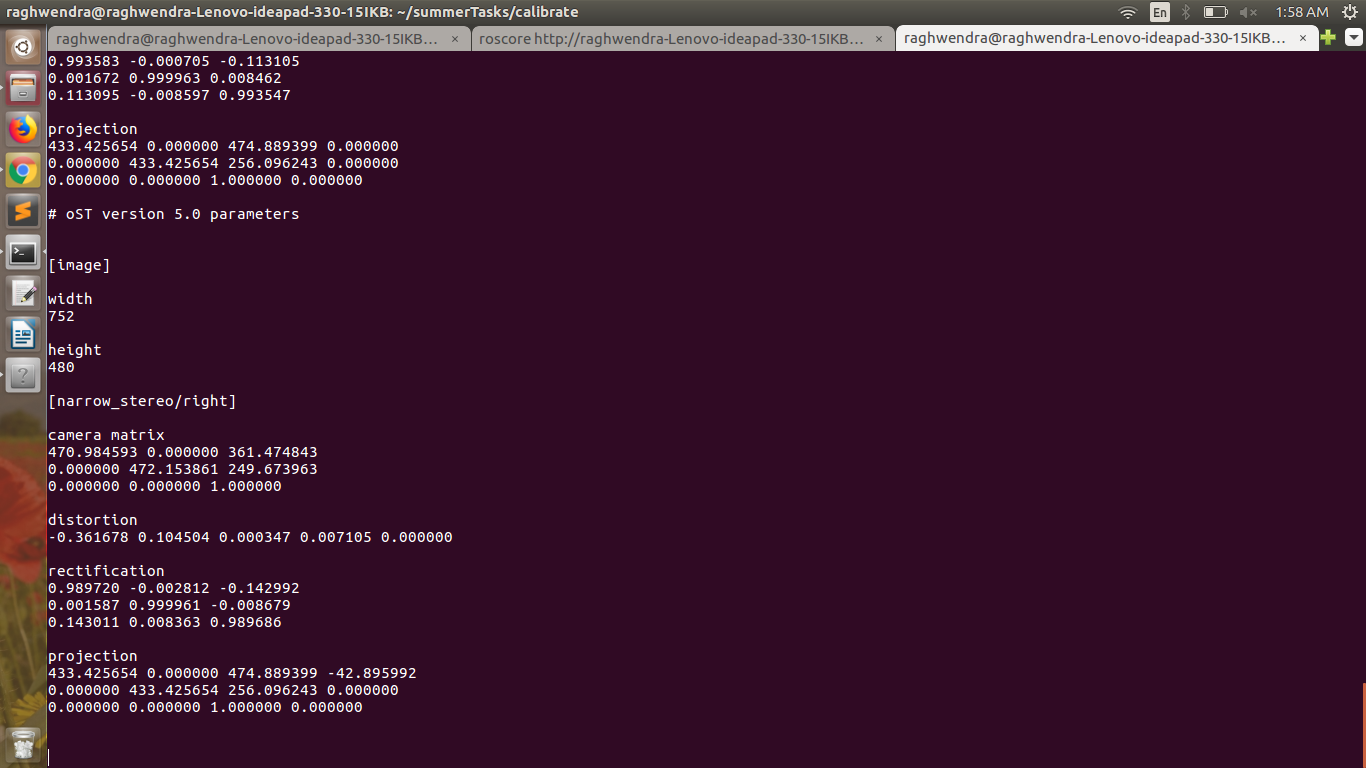 raghwendra@raghwendra-Lenovo-ideapad-330-15IKB: ~/summerTasks/calibrate
En
1:58 AM
raghwendra@raghwendra-Lenovo-ideapad-330-15IKB... ×
roscore http://raghwendra-Lenovo-ideapad-330-15IKB... ×
raghwendra@raghwendra-Lenovo-ideapad-330-15IKB... ×
0.993583 -0.000705 -0.113105
0.001672 0.999963 0.008462
0.113095 -0.008597 0.993547
projection
433.425654 0.000000 474.889399 0.000000
0.000000 433.425654 256.096243 0.000000
0.000000 0.000000 1.000000 0.000000
# oST version 5.0 parameters
[image]
width
752
height
480
[narrow_stereo/right]
camera matrix
470.984593 0.000000 361.474843
0.000000 472.153861 249.673963
0.000000 0.000000 1.000000
distortion
-0.361678 0.104504 0.000347 0.007105 0.000000
rectification
0.989720 -0.002812 -0.142992
0.001587 0.999961 -0.008679
0.143011 0.008363 0.989686
projection
433.425654 0.000000 474.889399 -42.895992
0.000000 433.425654 256.096243 0.000000
0.000000 0.000000 1.000000 0.000000